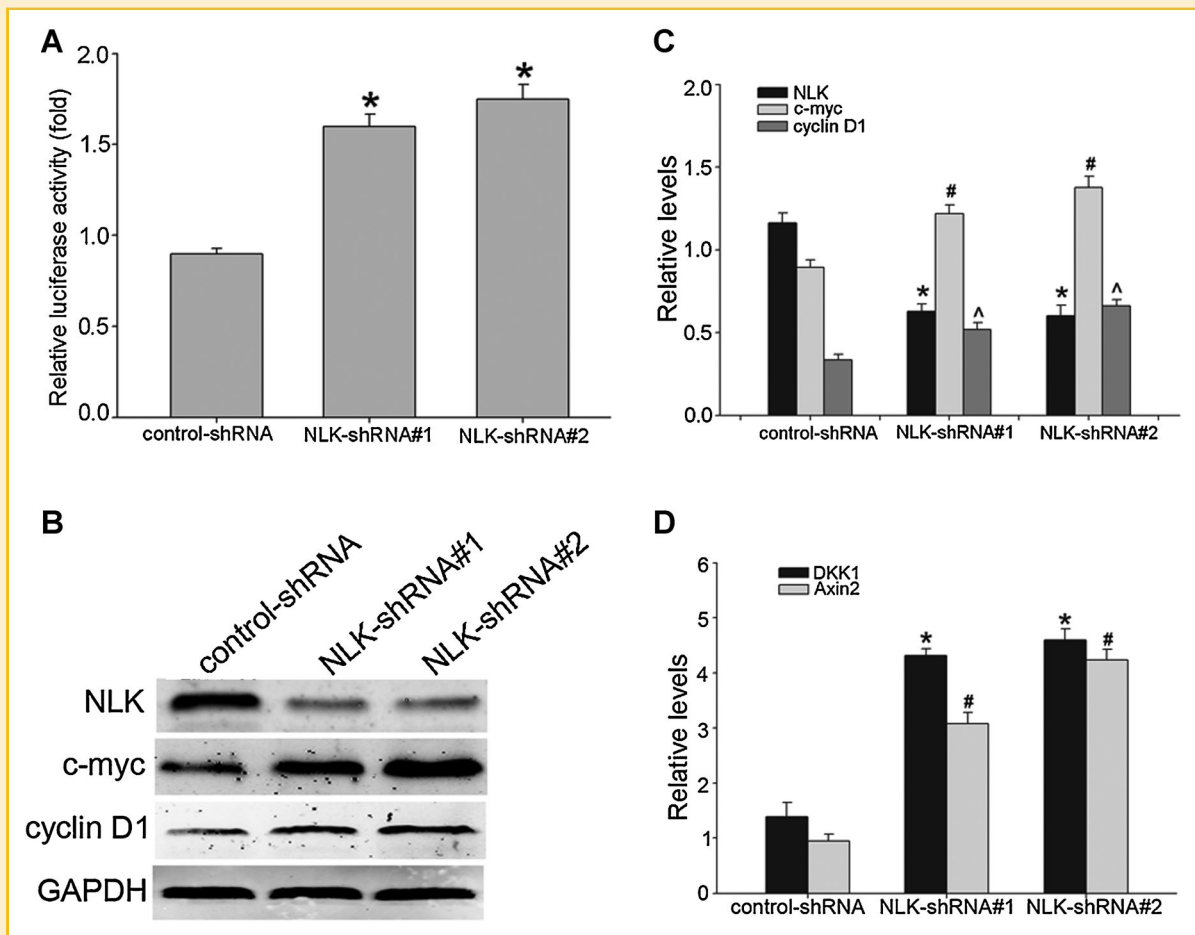 A
Relative luciferase activity (fold)
2.0
1.5
1.0
0.5
0.0
*
*
control-shRNA
NLK-shRNA#1
NLK-shRNA#2
C
Relative levels
2.0
1.5
1.0
0.5
0.0
NLK
c-myc
cyclin D1
*
#
^
*
#
^
control-shRNA
NLK-shRNA#1
NLK-shRNA#2
B
control-shRNA
NLK-shRNA#1
NLK-shRNA#2
NLK
c-myc
cyclin D1
GAPDH
D
Relative levels
6
5
4
3
2
1
0
DKK1
Axin2
*
#
*
#
control-shRNA
NLK-shRNA#1
NLK-shRNA#2